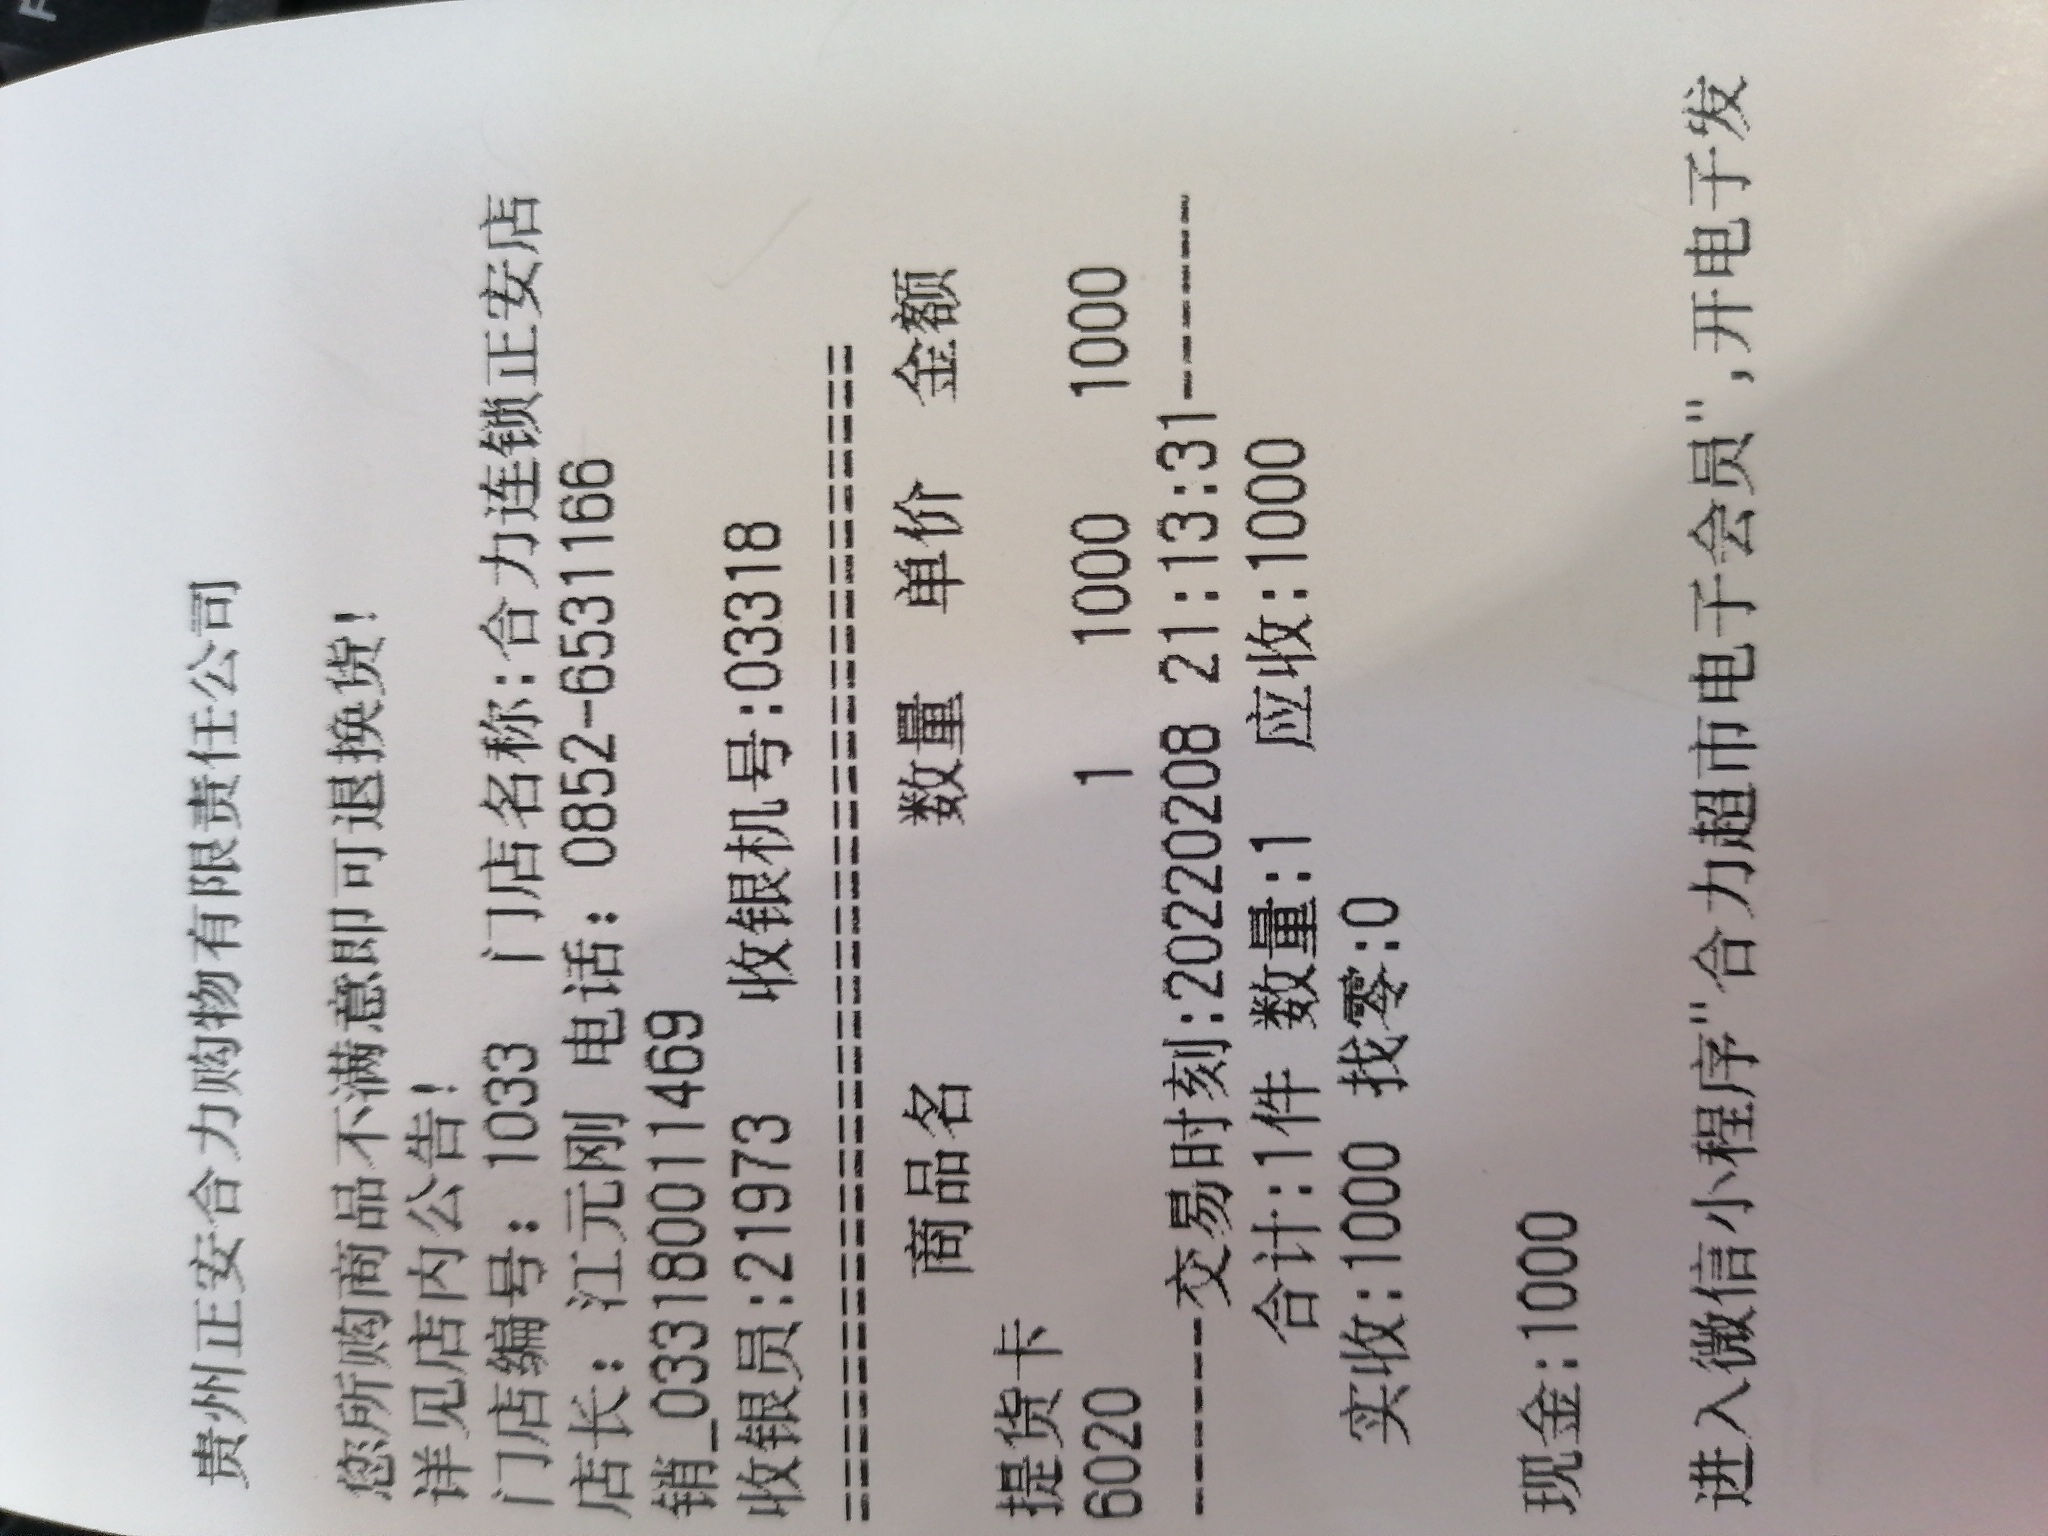 贵州正安合力购物有限责任公司
您所购商品不满意即可退换货!
详见店内公告!
门店编号: 1033 门店名称:合力连锁正安店
店长: 江元刚 电话: 0852-6531166
销_033180011469
收银员:21973 收银机号:03318
==========================================
商品名 数量 单价 金额
提货卡
6020 1 1000 1000
-------交易时刻:20220208 21:13:31-------
合计:1件 数量:1 应收:1000
实收:1000 找零:0
现金:1000
进入微信小程序"合力超市电子会员",开电子发